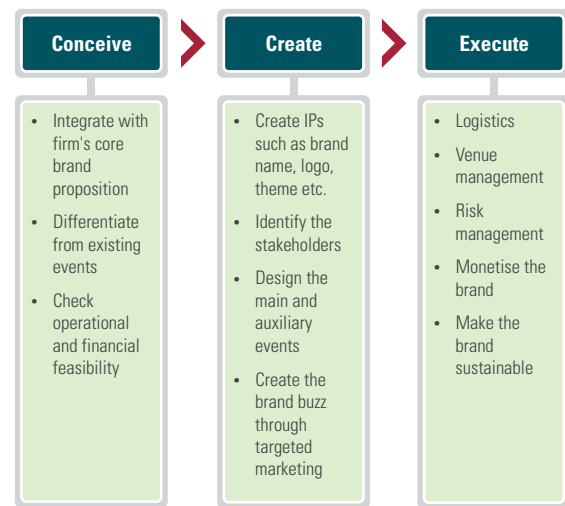 Conceive
• Integrate with
firm's core
brand
proposition
• Differentiate
from existing
events
• Check
operational
and financial
feasibility
Create
• Create IPs
such as brand
name, logo,
theme etc.
• Identify the
stakeholders
• Design the
main and
auxiliary
events
• Create the
brand buzz
through
targeted
marketing
Execute
• Logistics
• Venue
management
• Risk
management
• Monetise the
brand
• Make the
brand
sustainable